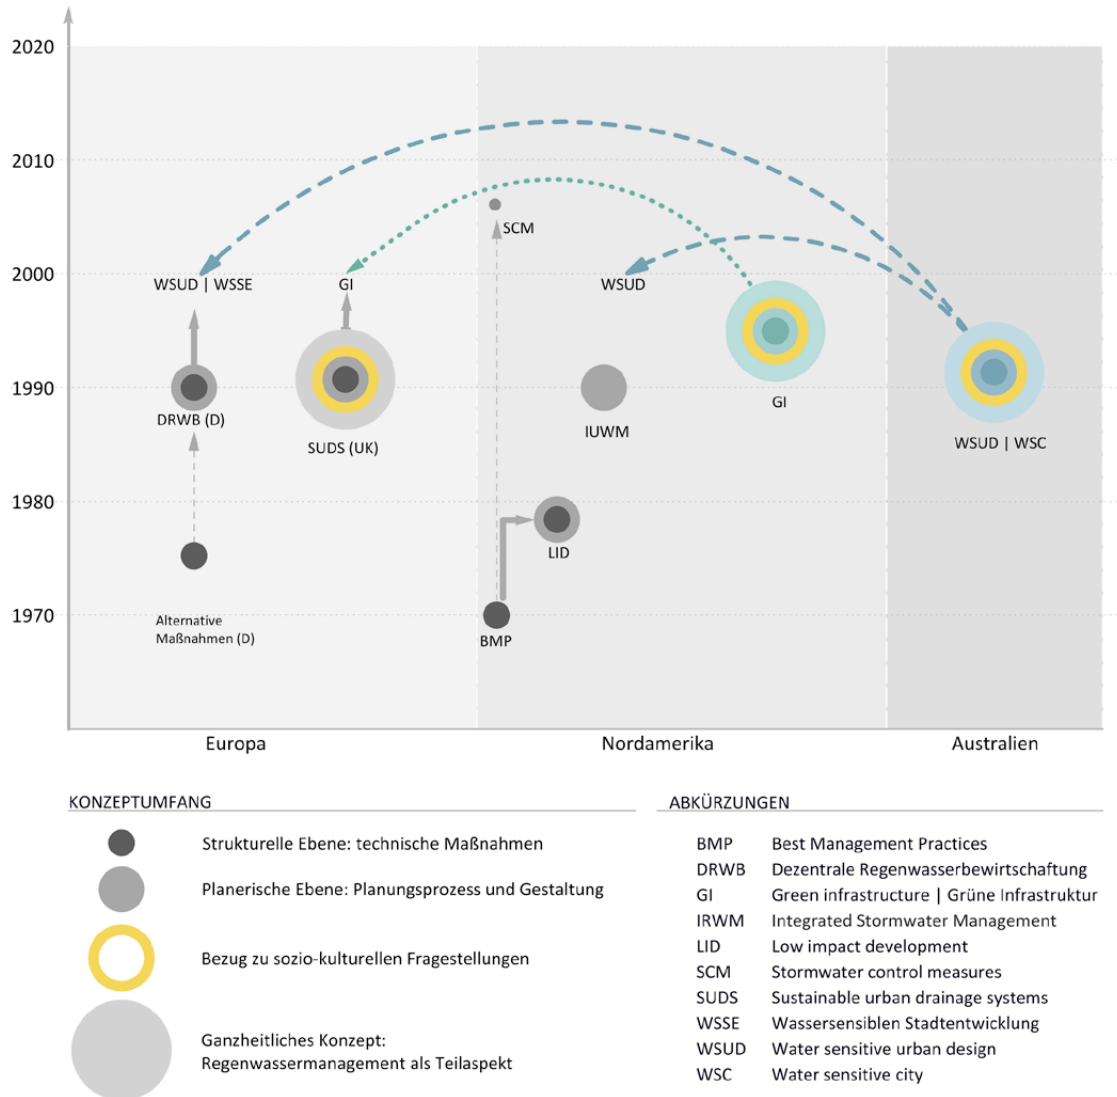 2020
2010
SCM
2000
WSUD | WSSE
GI
WSUD
1990
DRWB (D)
SUDS (UK)
IUWM
GI
WSUD | WSC
1980
LID
1970
Alternative
Maßnahmen (D)
BMP
Europa
Nordamerika
Australien
KONZEPTUMFANG
Strukturelle Ebene: technische Maßnahmen
Planerische Ebene: Planungsprozess und Gestaltung
Bezug zu sozio-kulturellen Fragestellungen
Ganzheitliches Konzept:
Regenwassermanagement als Teilaspekt
ABKÜRZUNGEN
BMP Best Management Practices
DRWB Dezentrale Regenwasserbewirtschaftung
GI Green infrastructure | Grüne Infrastruktur
IRWM Integrated Stormwater Management
LID Low impact development
SCM Stormwater control measures
SUDS Sustainable urban drainage systems
WSSE Wassersensiblen Stadtentwicklung
WSUD Water sensitive urban design
WSC Water sensitive city